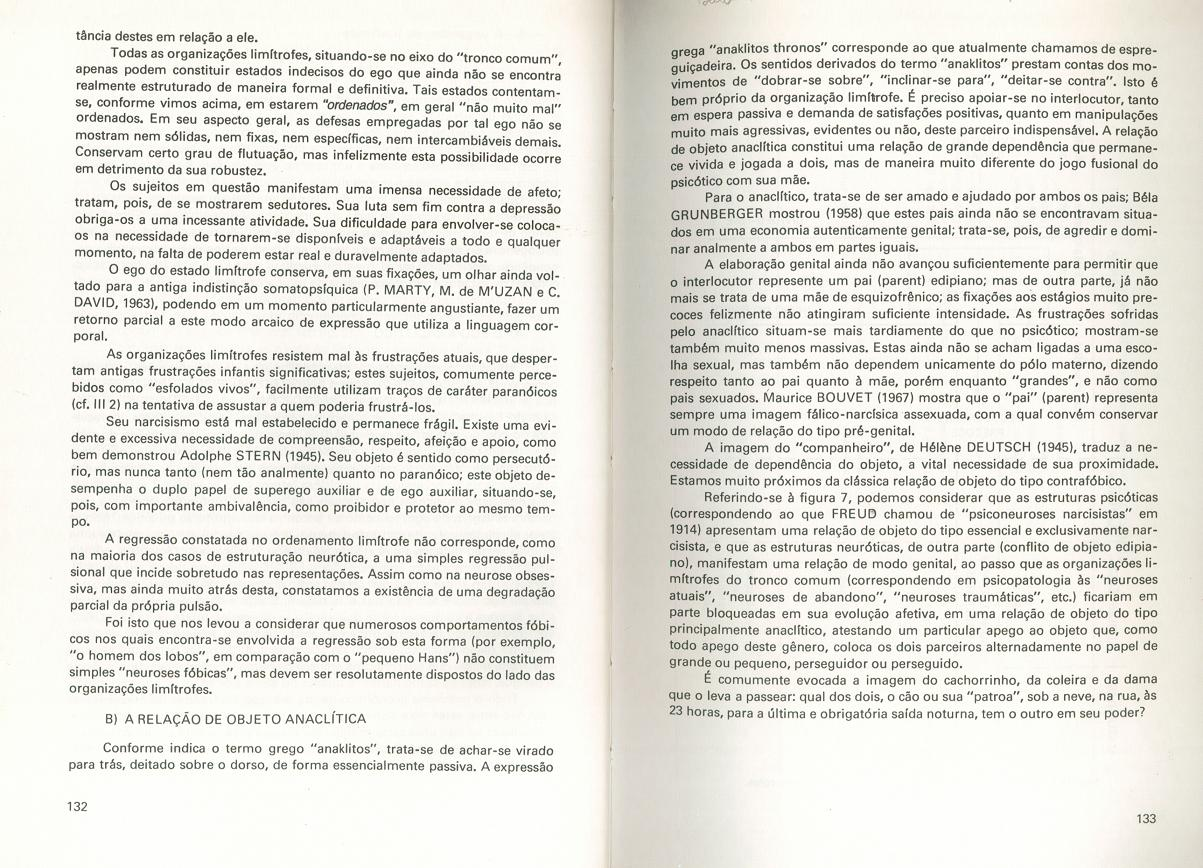 tância destes em relação a ele.
Todas as organizações limítrofes, situando-se no eixo do "tronco comum",
apenas podem constituir estados indecisos do ego que ainda não se encontra
realmente estruturado de maneira formal e definitiva. Tais estados contentam-
se, conforme vimos acima, em estarem "ordenados", em geral "não muito mal"
ordenados. Em seu aspecto geral, as defesas empregadas por tal ego não se
mostram nem sólidas, nem fixas, nem específicas, nem intercambiáveis demais.
Conservam certo grau de flutuação, mas infelizmente esta possibilidade ocorre
em detrimento da sua robustez.
Os sujeitos em questão manifestam uma imensa necessidade de afeto;
tratam, pois, de se mostrarem sedutores. Sua luta sem fim contra a depressão
obriga-os a uma incessante atividade. Sua dificuldade para envolver-se coloca-
os na necessidade de tornarem-se disponíveis e adaptáveis a todo e qualquer
momento, na falta de poderem estar real e duravelmente adaptados.
O ego do estado limítrofe conserva, em suas fixações, um olhar ainda vol-
tado para a antiga indistinção somatopsíquica (P. MARTY, M. de M'UZAN e C.
DAVID, 1963), podendo em um momento particularmente angustiante, fazer um
retorno parcial a este modo arcaico de expressão que utiliza a linguagem cor-
poral.
As organizações limítrofes resistem mal às frustrações atuais, que desper-
tam antigas frustrações infantis significativas; estes sujeitos, comumente perce-
bidos como "esfolados vivos", facilmente utilizam traços de caráter paranóicos
(cf. III 2) na tentativa de assustar a quem poderia frustrá-los.
Seu narcisismo está mal estabelecido e permanece frágil. Existe uma evi-
dente e excessiva necessidade de compreensão, respeito, afeição e apoio, como
bem demonstrou Adolphe STERN (1945). Seu objeto é sentido como persecutó-
rio, mas nunca tanto (nem tão analmente) quanto no paranóico; este objeto de-
sempenha o duplo papel de superego auxiliar e de ego auxiliar, situando-se,
pois, com importante ambivalência, como proibidor e protetor ao mesmo tem-
po.
A regressão constatada no ordenamento limítrofe não corresponde, como
na maioria dos casos de estruturação neurótica, a uma simples regressão pul-
sional que incide sobretudo nas representações. Assim como na neurose obses-
siva, mas ainda muito atrás desta, constatamos a existência de uma degradação
parcial da própria pulsão.
Foi isto que nos levou a considerar que numerosos comportamentos fóbi-
cos nos quais encontra-se envolvida a regressão sob esta forma (por exemplo,
"o homem dos lobos", em comparação com o "pequeno Hans") não constituem
simples "neuroses fóbicas", mas devem ser resolutamente dispostos do lado das
organizações limítrofes.
B) A RELAÇÃO DE OBJETO ANACLÍTICA
Conforme indica o termo grego "anaklitos", trata-se de achar-se virado
para trás, deitado sobre o dorso, de forma essencialmente passiva. A expressão
132
grega "anaklitos thronos" corresponde ao que atualmente chamamos de espre-
guiçadeira. Os sentidos derivados do termo "anaklitos" prestam contas dos mo-
vimentos de "dobrar-se sobre", "inclinar-se para", "deitar-se contra". Isto é
bem próprio da organização limítrofe. É preciso apoiar-se no interlocutor, tanto
em espera passiva e demanda de satisfações positivas, quanto em manipulações
muito mais agressivas, evidentes ou não, deste parceiro indispensável. A relação
de objeto anaclítica constitui uma relação de grande dependência que permane-
ce vivida e jogada a dois, mas de maneira muito diferente do jogo fusional do
psicótico com sua mãe.
Para o anaclítico, trata-se de ser amado e ajudado por ambos os pais; Béla
GRUNBERGER mostrou (1958) que estes pais ainda não se encontravam situa-
dos em uma economia autenticamente genital; trata-se, pois, de agredir e domi-
nar analmente a ambos em partes iguais.
A elaboração genital ainda não avançou suficientemente para permitir que
o interlocutor represente um pai (parent) edipiano; mas de outra parte, já não
mais se trata de uma mãe de esquizofrênico; as fixações aos estágios muito pre-
coces felizmente não atingiram suficiente intensidade. As frustrações sofridas
pelo anaclítico situam-se mais tardiamente do que no psicótico; mostram-se
também muito menos massivas. Estas ainda não se acham ligadas a uma esco-
lha sexual, mas também não dependem unicamente do pólo materno, dizendo
respeito tanto ao pai quanto à mãe, porém enquanto "grandes", e não como
pais sexuados. Maurice BOUVET (1967) mostra que o "pai" (parent) representa
sempre uma imagem fálico-narcísica assexuada, com a qual convém conservar
um modo de relação do tipo pré-genital.
A imagem do "companheiro", de Hélène DEUTSCH (1945), traduz a ne-
cessidade de dependência do objeto, a vital necessidade de sua proximidade.
Estamos muito próximos da clássica relação de objeto do tipo contrafóbico.
Referindo-se à figura 7, podemos considerar que as estruturas psicóticas
(correspondendo ao que FREUD chamou de "psiconeuroses narcisistas" em
1914) apresentam uma relação de objeto do tipo essencial e exclusivamente nar-
cisista, e que as estruturas neuróticas, de outra parte (conflito de objeto edipia-
no), manifestam uma relação de modo genital, ao passo que as organizações li-
mítrofes do tronco comum (correspondendo em psicopatologia às "neuroses
atuais", "neuroses de abandono", "neuroses traumáticas", etc.) ficariam em
parte bloqueadas em sua evolução afetiva, em uma relação de objeto do tipo
principalmente anaclítico, atestando um particular apego ao objeto que, como
todo apego deste gênero, coloca os dois parceiros alternadamente no papel de
grande ou pequeno, perseguidor ou perseguido.
É comumente evocada a imagem do cachorrinho, da coleira e da dama
que o leva a passear: qual dos dois, o cão ou sua "patroa", sob a neve, na rua, às
23 horas, para a última e obrigatória saída noturna, tem o outro em seu poder?
133